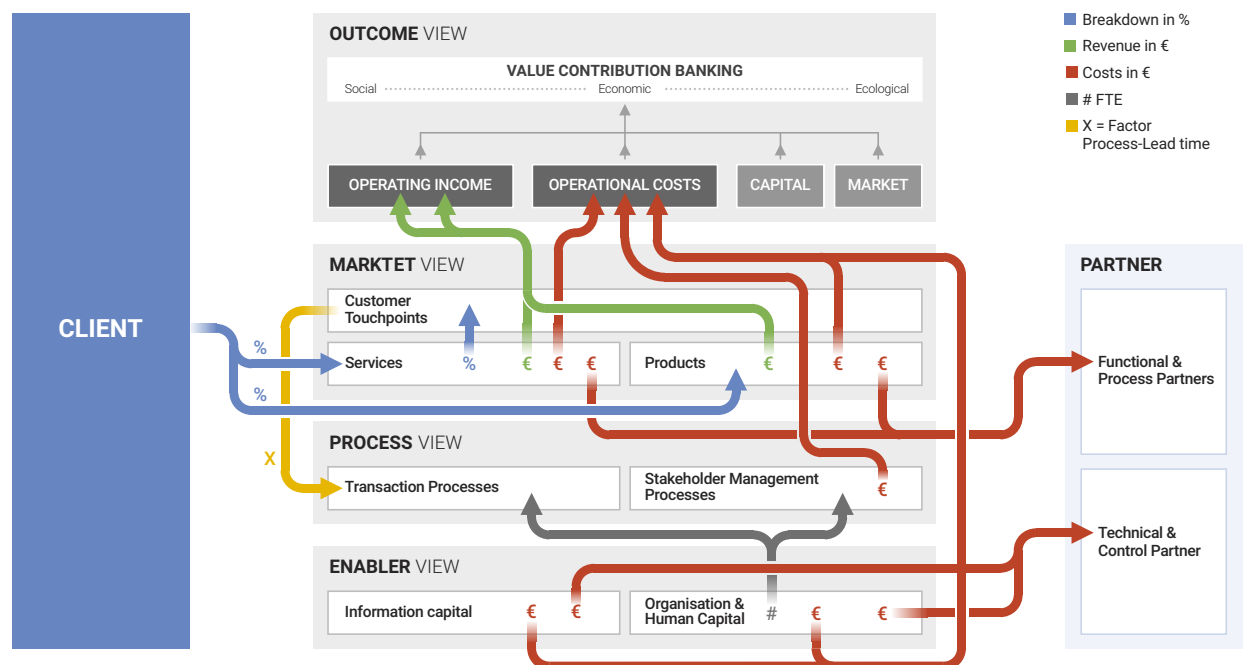 CLIENT
OUTCOME VIEW
VALUE CONTRIBUTION BANKING
Social Economic Ecological
OPERATING INCOME
OPERATIONAL COSTS
CAPITAL
MARKET
MARKTET VIEW
Customer
Touchpoints
Services
% € € €
Products
€ € €
%
%
X
PROCESS VIEW
Transaction Processes
Stakeholder Management
Processes
€
ENABLER VIEW
Information capital
€ €
Organisation &
Human Capital
# € €
Breakdown in %
Revenue in €
Costs in €
# FTE
X = Factor
Process-Lead time
PARTNER
Functional &
Process Partners
Technical &
Control Partner